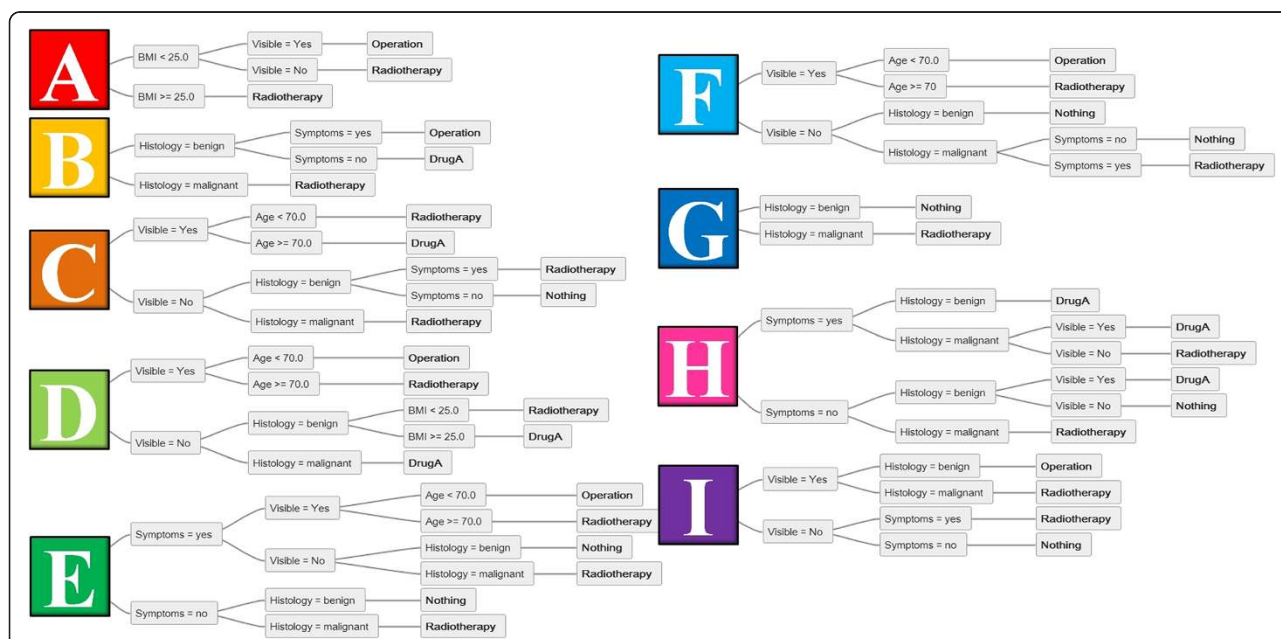 A
BMI < 25.0
Visible = Yes
Operation
Visible = No
Radiotherapy
BMI >= 25.0
Radiotherapy
B
Histology = benign
Symptoms = yes
Operation
Symptoms = no
DrugA
Histology = malignant
Radiotherapy
C
Visible = Yes
Age < 70.0
Radiotherapy
Age >= 70.0
DrugA
Visible = No
Histology = benign
Symptoms = yes
Radiotherapy
Symptoms = no
Nothing
Histology = malignant
Radiotherapy
D
Visible = Yes
Age < 70.0
Operation
Age >= 70.0
Radiotherapy
Visible = No
Histology = benign
BMI < 25.0
Radiotherapy
BMI >= 25.0
DrugA
Histology = malignant
DrugA
E
Symptoms = yes
Visible = Yes
Age < 70.0
Operation
Age >= 70.0
Radiotherapy
Visible = No
Histology = benign
Nothing
Histology = malignant
Radiotherapy
Symptoms = no
Histology = benign
Nothing
Histology = malignant
Radiotherapy
F
Visible = Yes
Age < 70.0
Operation
Age >= 70
Radiotherapy
Visible = No
Histology = benign
Nothing
Histology = malignant
Symptoms = no
Nothing
Symptoms = yes
Radiotherapy
G
Histology = benign
Nothing
Histology = malignant
Radiotherapy
H
Symptoms = yes
Histology = benign
DrugA
Histology = malignant
Visible = Yes
DrugA
Visible = No
Radiotherapy
Symptoms = no
Histology = benign
Visible = Yes
DrugA
Visible = No
Nothing
Histology = malignant
Radiotherapy
I
Visible = Yes
Histology = benign
Operation
Histology = malignant
Radiotherapy
Visible = No
Symptoms = yes
Radiotherapy
Symptoms = no
Nothing